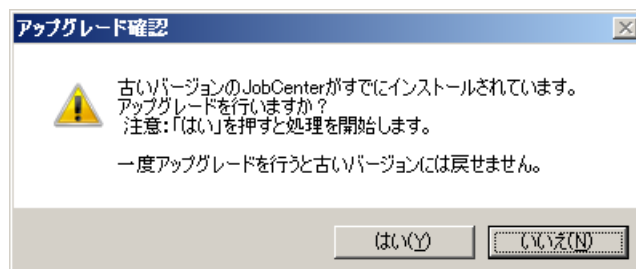 アップグレード確認
古いバージョンのJobCenterがすでにインストールされています。
アップグレードを行いますか？
注意：「はい」を押すと処理を開始します。
一度アップグレードを行うと古いバージョンには戻せません。
はい(Y)
いいえ(N)